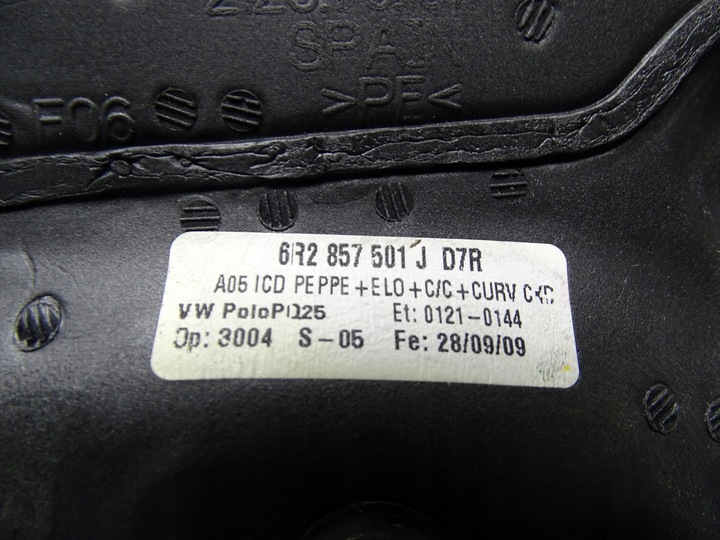 SPAIN
>PE<
F06
6R2 857 501 J D7R
A05 ICD PEPPE+ELO+C/C+CURV
VW PoloPQ25 Et: 0121-0144
Op: 3004 S-05 Fe: 28/09/09